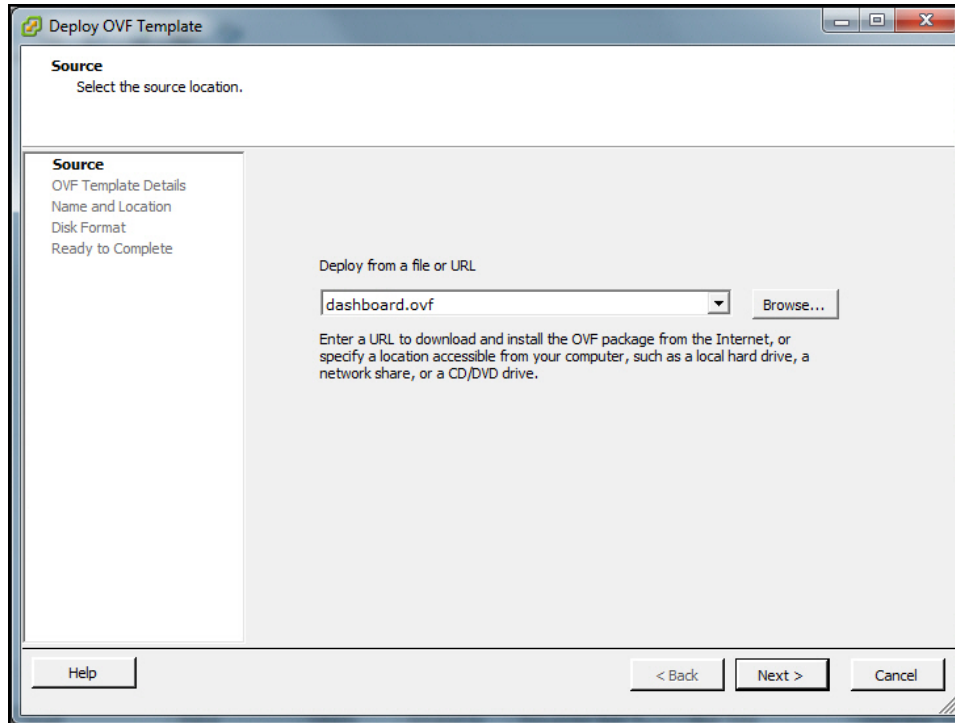 Deploy OVF Template
Source
Select the source location.
Source
OVF Template Details
Name and Location
Disk Format
Ready to Complete
Deploy from a file or URL
dashboard.ovf
Browse...
Enter a URL to download and install the OVF package from the Internet, or
specify a location accessible from your computer, such as a local hard drive, a
network share, or a CD/DVD drive.
Help
< Back
Next >
Cancel